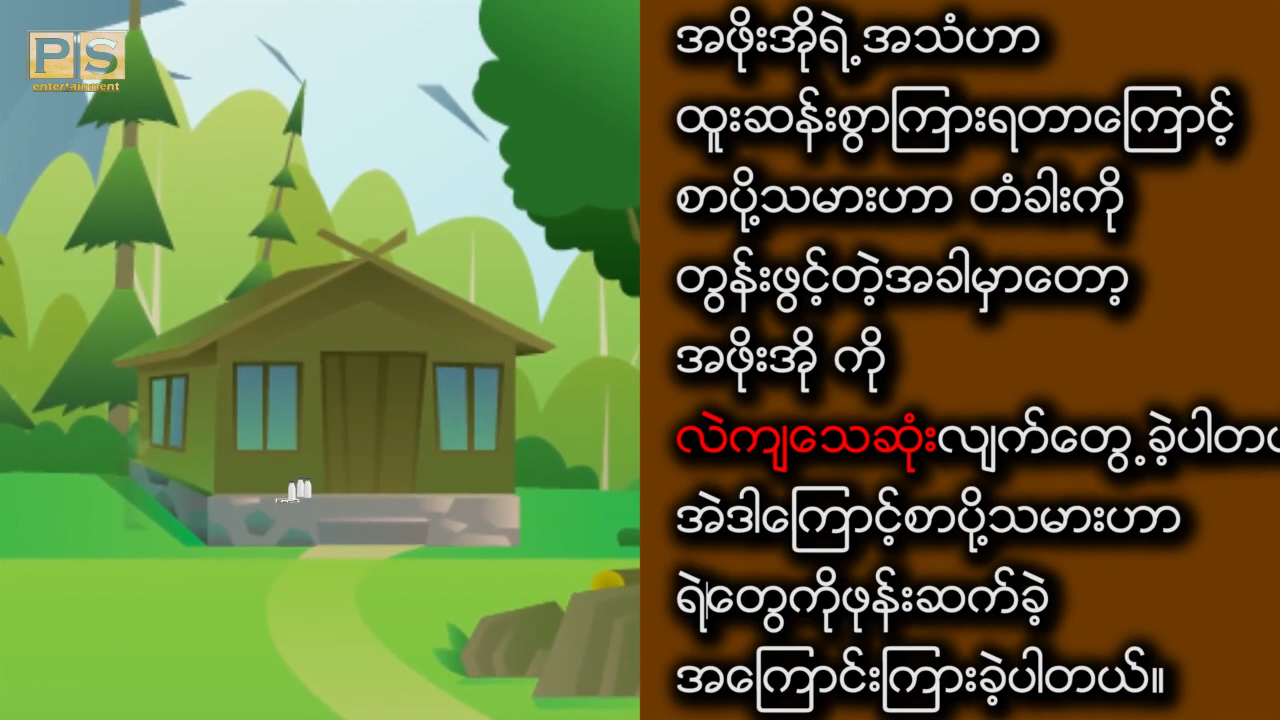 PS
entertainment
အဖိုးအိုရဲ့အသံဟာ
ထူးဆန်းစွာကြားရတာကြောင့်
စာပို့သမားဟာ တံခါးကို
တွန်းဖွင့်တဲ့အခါမှာတော့
အဖိုးအို ကို
လဲကျသေဆုံးလျက်တွေ့ခဲ့ပါတယ
အဲဒါကြောင့်စာပို့သမားဟာ
ရဲတွေကိုဖုန်းဆက်ခဲ့
အကြောင်းကြားခဲ့ပါတယ်။